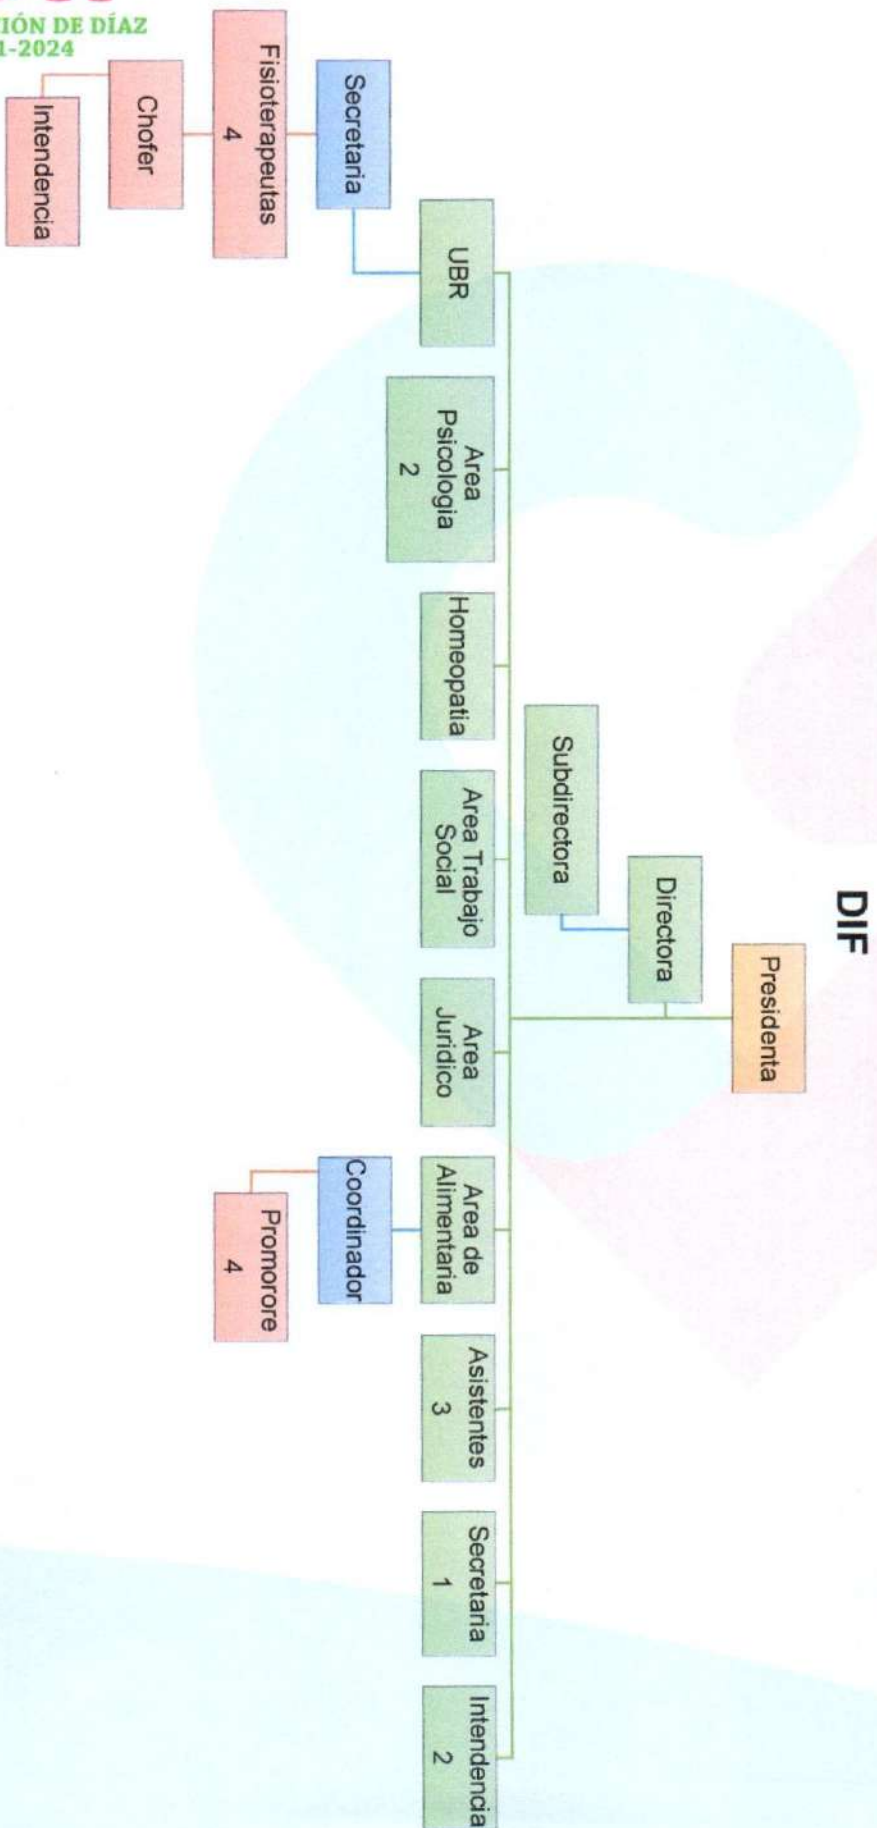 IÓN DE DÍAZ
1-2024
DIF
Presidenta
Directora
Subdirectora
UBR
Area
Psicologia
2
Homeopatia
Area Trabajo
Social
Area
Juridico
Area de
Alimentaria
Asistentes
3
Secretaria
1
Intendencia
2
Secretaria
Fisioterapeutas
4
Chofer
Intendencia
Coordinador
Promorore
4